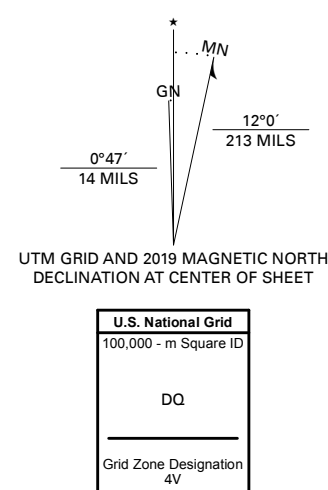 ★
MN
GN
12°0´
213 MILS
0°47´
14 MILS
UTM GRID AND 2019 MAGNETIC NORTH
DECLINATION AT CENTER OF SHEET
U.S. National Grid
100,000 - m Square ID
DQ
Grid Zone Designation
4V